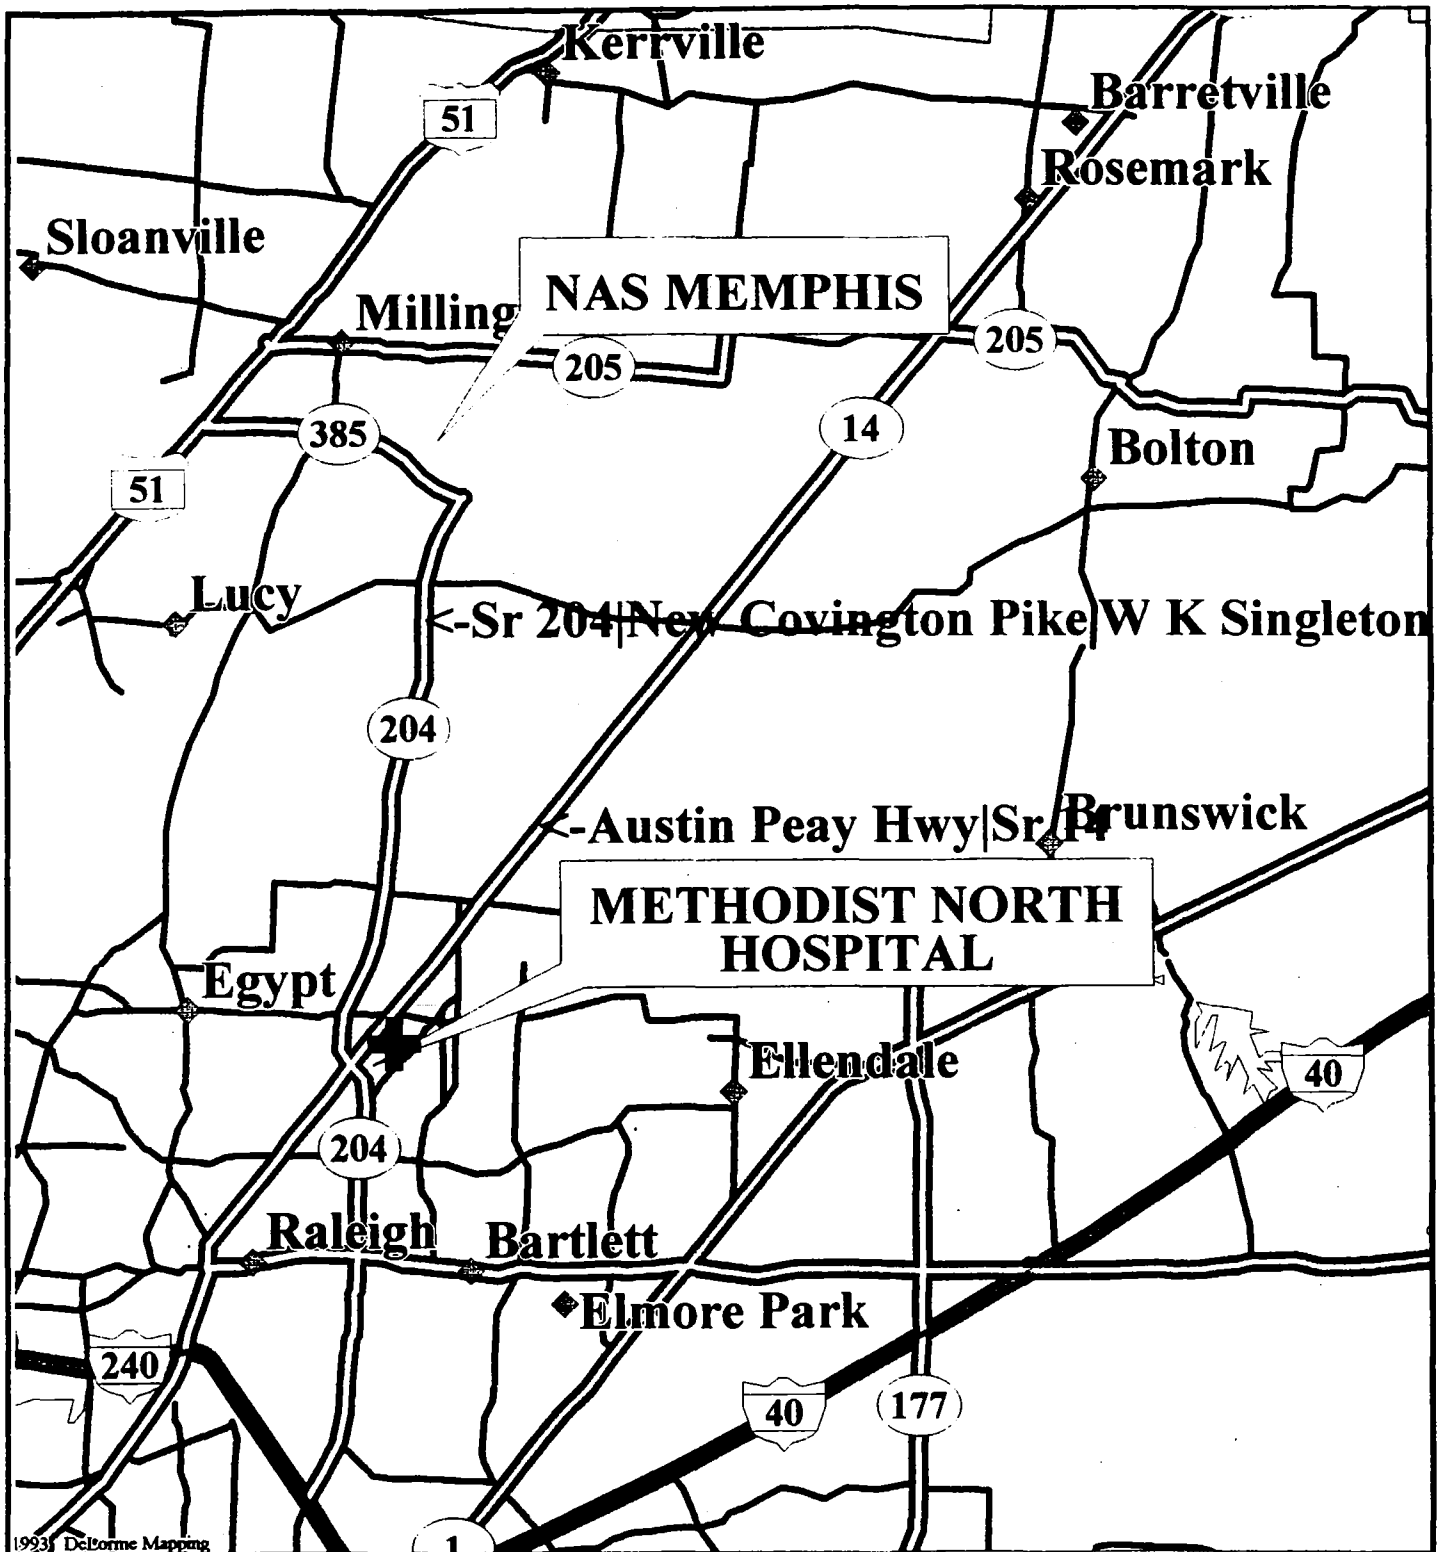 Kerrville
51
Barretville
Rosemark
Sloanville
NAS MEMPHIS
Milling
205
205
385
14
Bolton
51
Lucy
<-Sr 204|New Covington Pike|W K Singleton
204
<-Austin Peay Hwy|Sr 14
Brunswick
METHODIST NORTH
HOSPITAL
Egypt
Ellendale
40
204
Raleigh
Bartlett
Elmore Park
240
40
177
1
1993 DeLorme Mapping